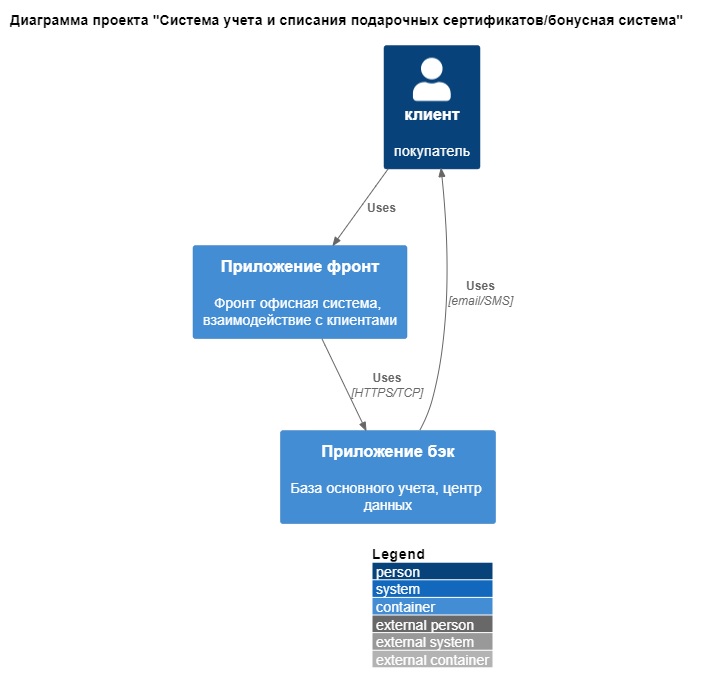 Диаграмма проекта "Система учета и списания подарочных сертификатов/бонусная система"
клиент
покупатель
Uses
Приложение фронт
Фронт офисная система,
взаимодействие с клиентами
Uses
[email/SMS]
Uses
[HTTPS/TCP]
Приложение бэк
База основного учета, центр
данных
Legend
person
system
container
external person
external system
external container